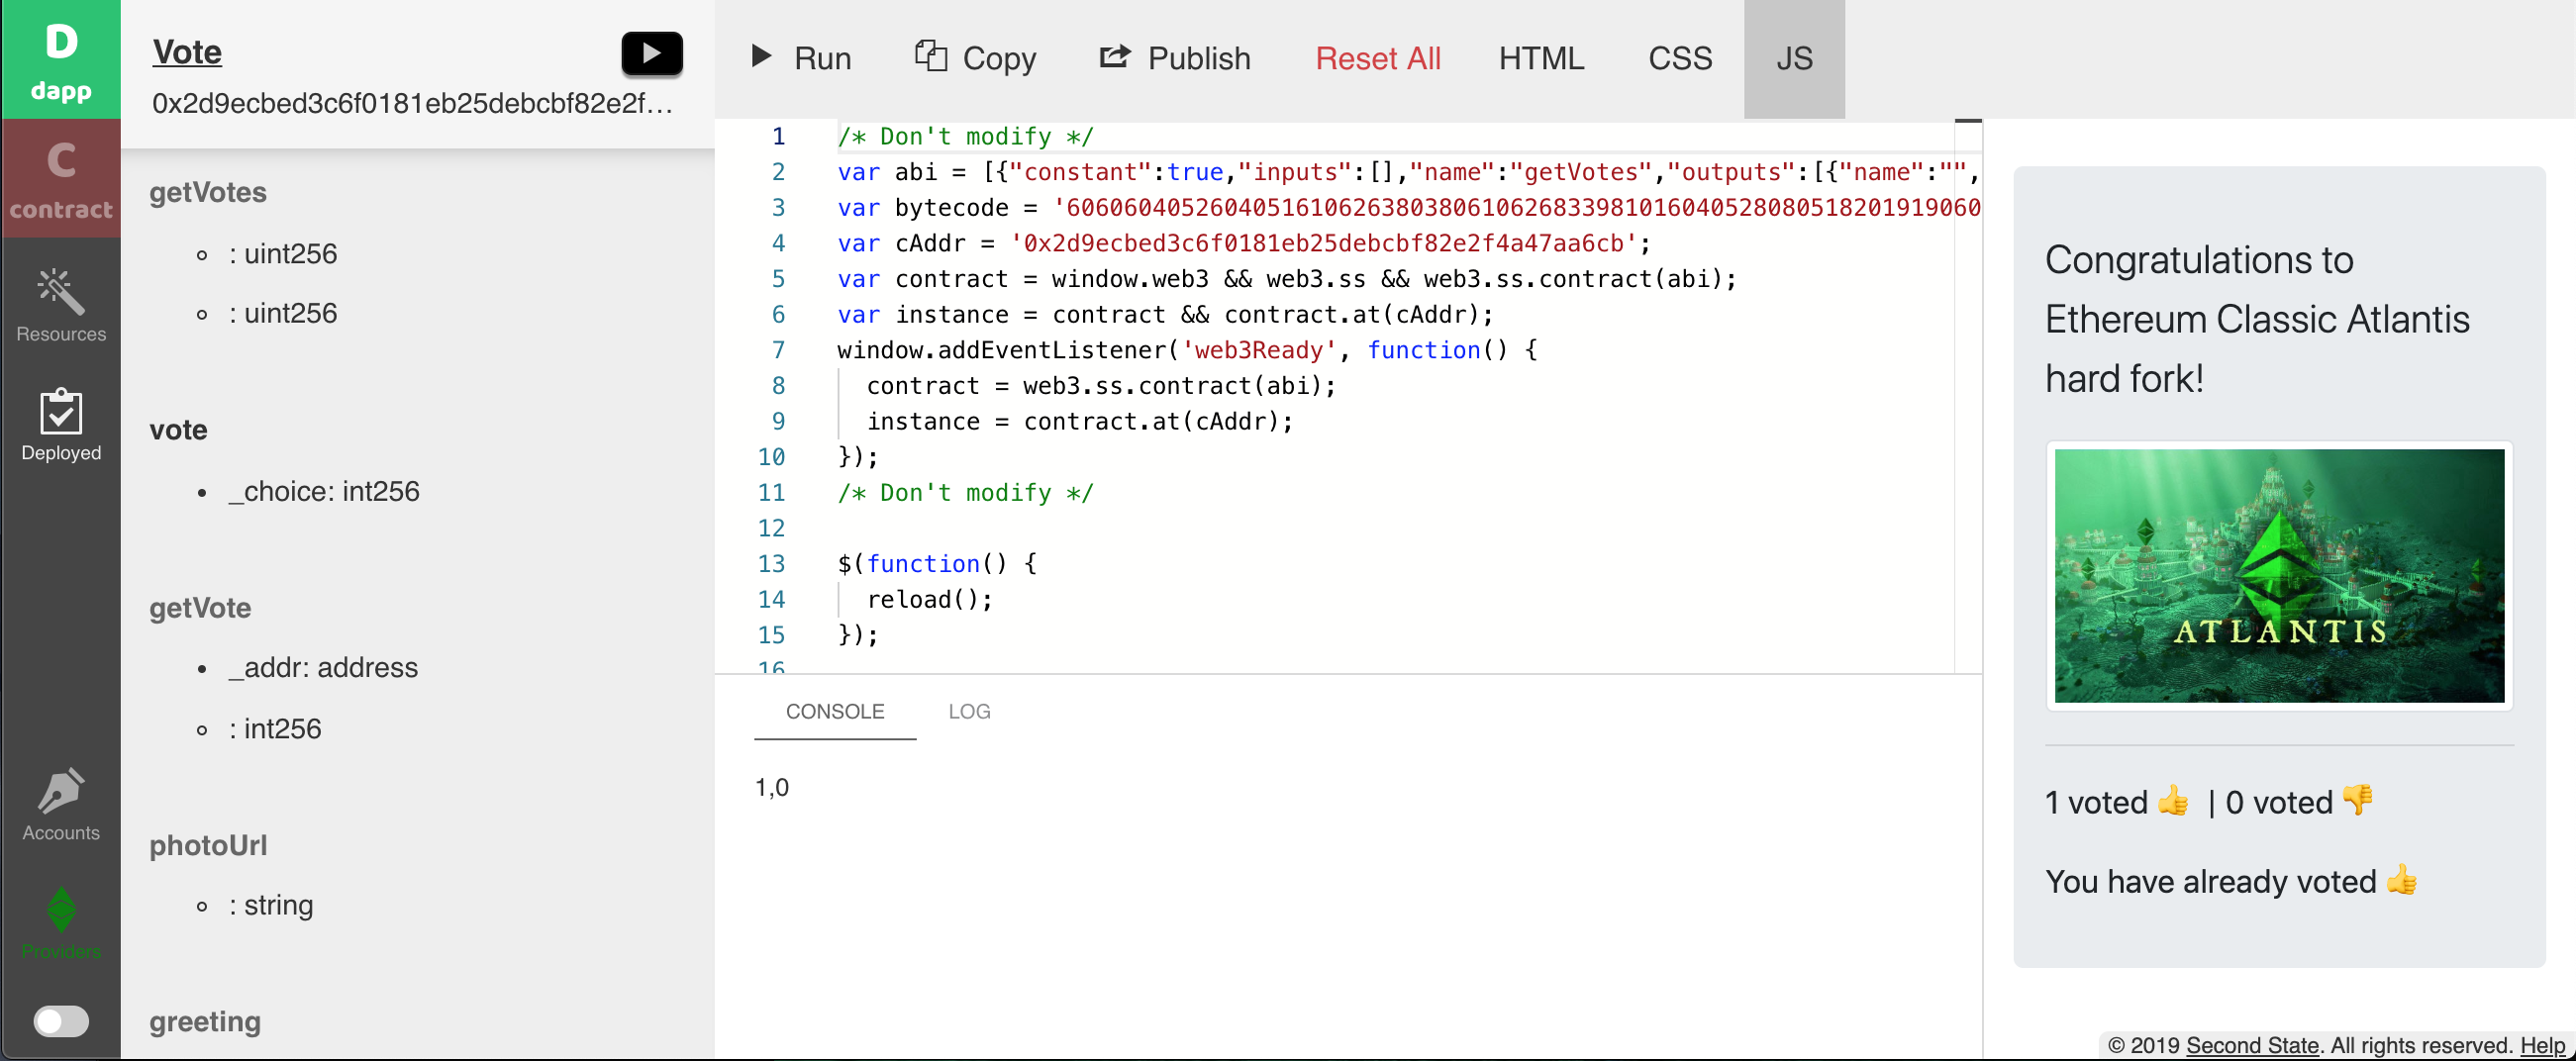 D
dapp
C
contract
Resources
Deployed
Accounts
Providers
Vote
0x2d9ecbed3c6f0181eb25debcbf82e2f...
getVotes
: uint256
: uint256
vote
_choice: int256
getVote
_addr: address
: int256
photoUrl
: string
greeting
Run Copy Publish Reset All HTML CSS JS
1 /* Don't modify */
2 var abi = [{"constant":true,"inputs":[],"name":"getVotes","outputs":[{"name":"",
3 var bytecode = '6060604052604051610626380380610626833981016040528080518201919060
4 var cAddr = '0x2d9ecbed3c6f0181eb25debcbf82e2f4a47aa6cb';
5 var contract = window.web3 && web3.ss && web3.ss.contract(abi);
6 var instance = contract && contract.at(cAddr);
7 window.addEventListener('web3Ready', function() {
8 contract = web3.ss.contract(abi);
9 instance = contract.at(cAddr);
10 });
11 /* Don't modify */
12
13 $(function() {
14 reload();
15 });
16
CONSOLE LOG
1,0
Congratulations to
Ethereum Classic Atlantis
hard fork!
ATLANTIS
1 voted 👍 | 0 voted 👎
You have already voted 👍
© 2019 Second State. All rights reserved. Help